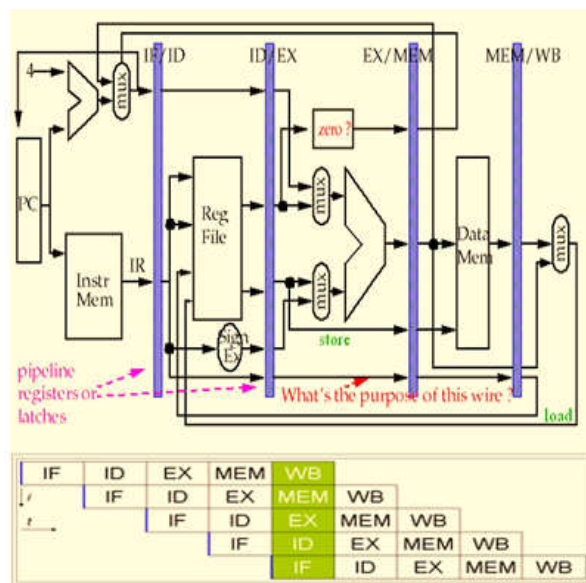 IF/ID ID/EX EX/MEM MEM/WB
4
mux
zero ?
PC
Reg
File
mux
mux
Instr
Mem
IR
Data
Mem
mux
Sign
Ex
store
pipeline
registers or
latches
What's the purpose of this wire ?
load
IF ID EX MEM WB
i IF ID EX MEM WB
t IF ID EX MEM WB
IF ID EX MEM WB
IF ID EX MEM WB